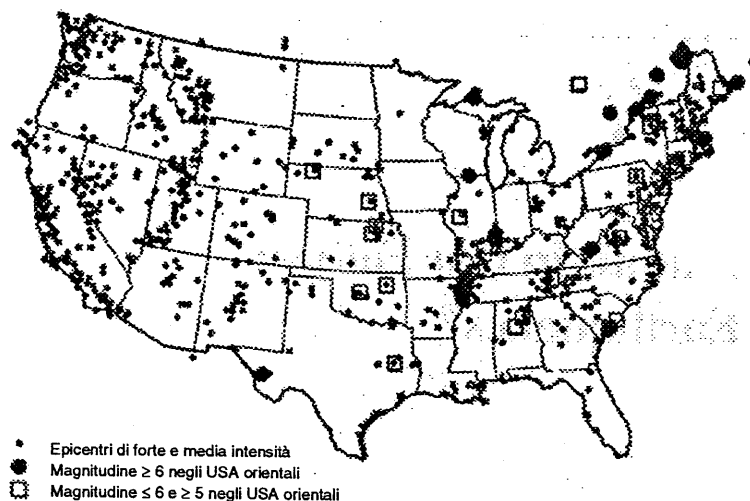 Epicentri di forte e media intensità
Magnitudine ≥ 6 negli USA orientali
Magnitudine ≤ 6 e ≥ 5 negli USA orientali